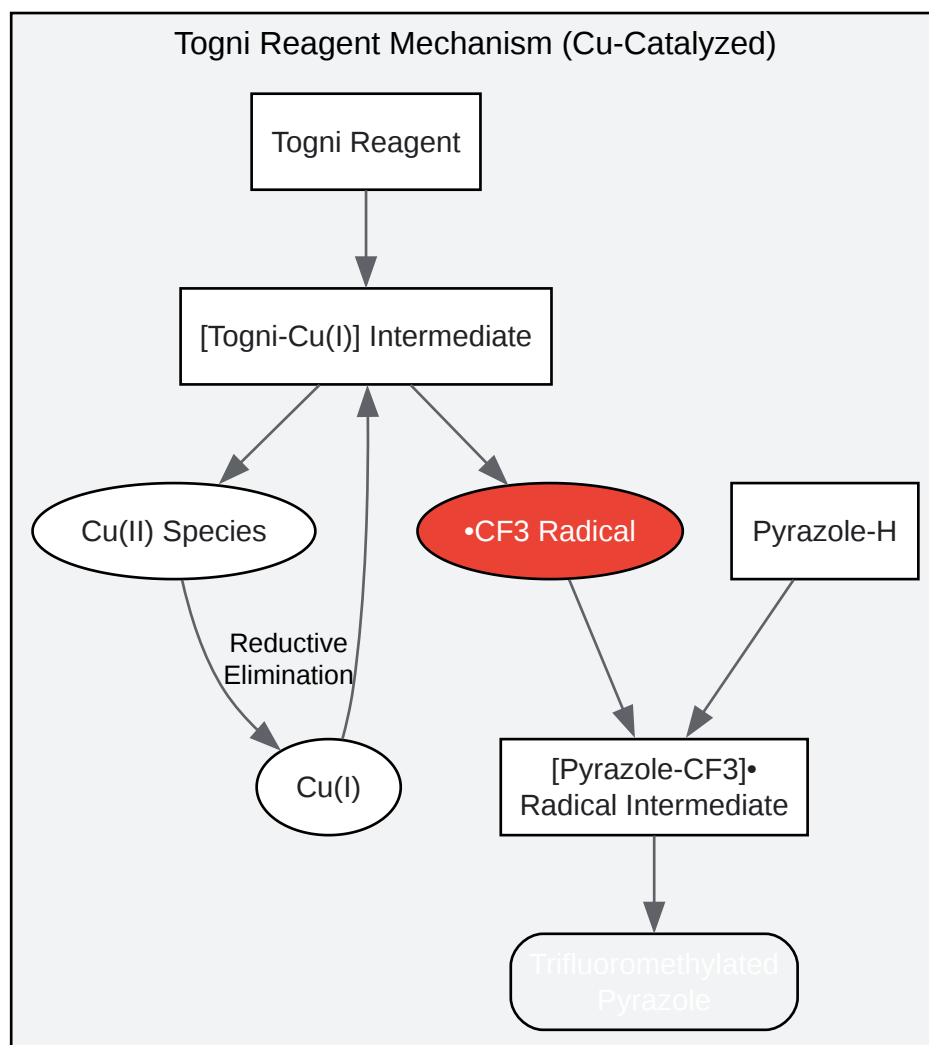 Togni Reagent Mechanism (Cu-Catalyzed)
Togni Reagent
[Togni-Cu(I)] Intermediate
Cu(II) Species
•CF3 Radical
Pyrazole-H
Reductive
Elimination
Cu(I)
[Pyrazole-CF3]•
Radical Intermediate
Trifluoromethylated
Pyrazole